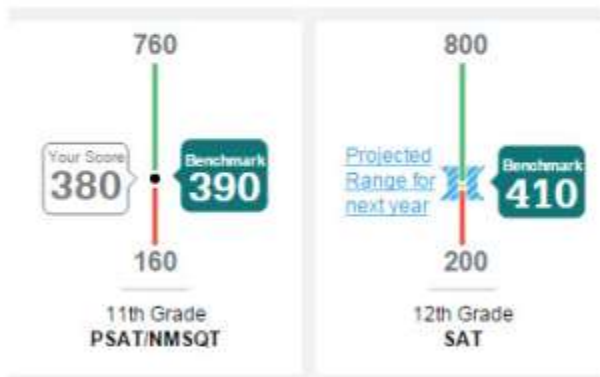 760
Your Score
380
Benchmark
390
160
11th Grade
PSAT/NMSQT
800
Projected
Range for
next year
Benchmark
410
200
12th Grade
SAT